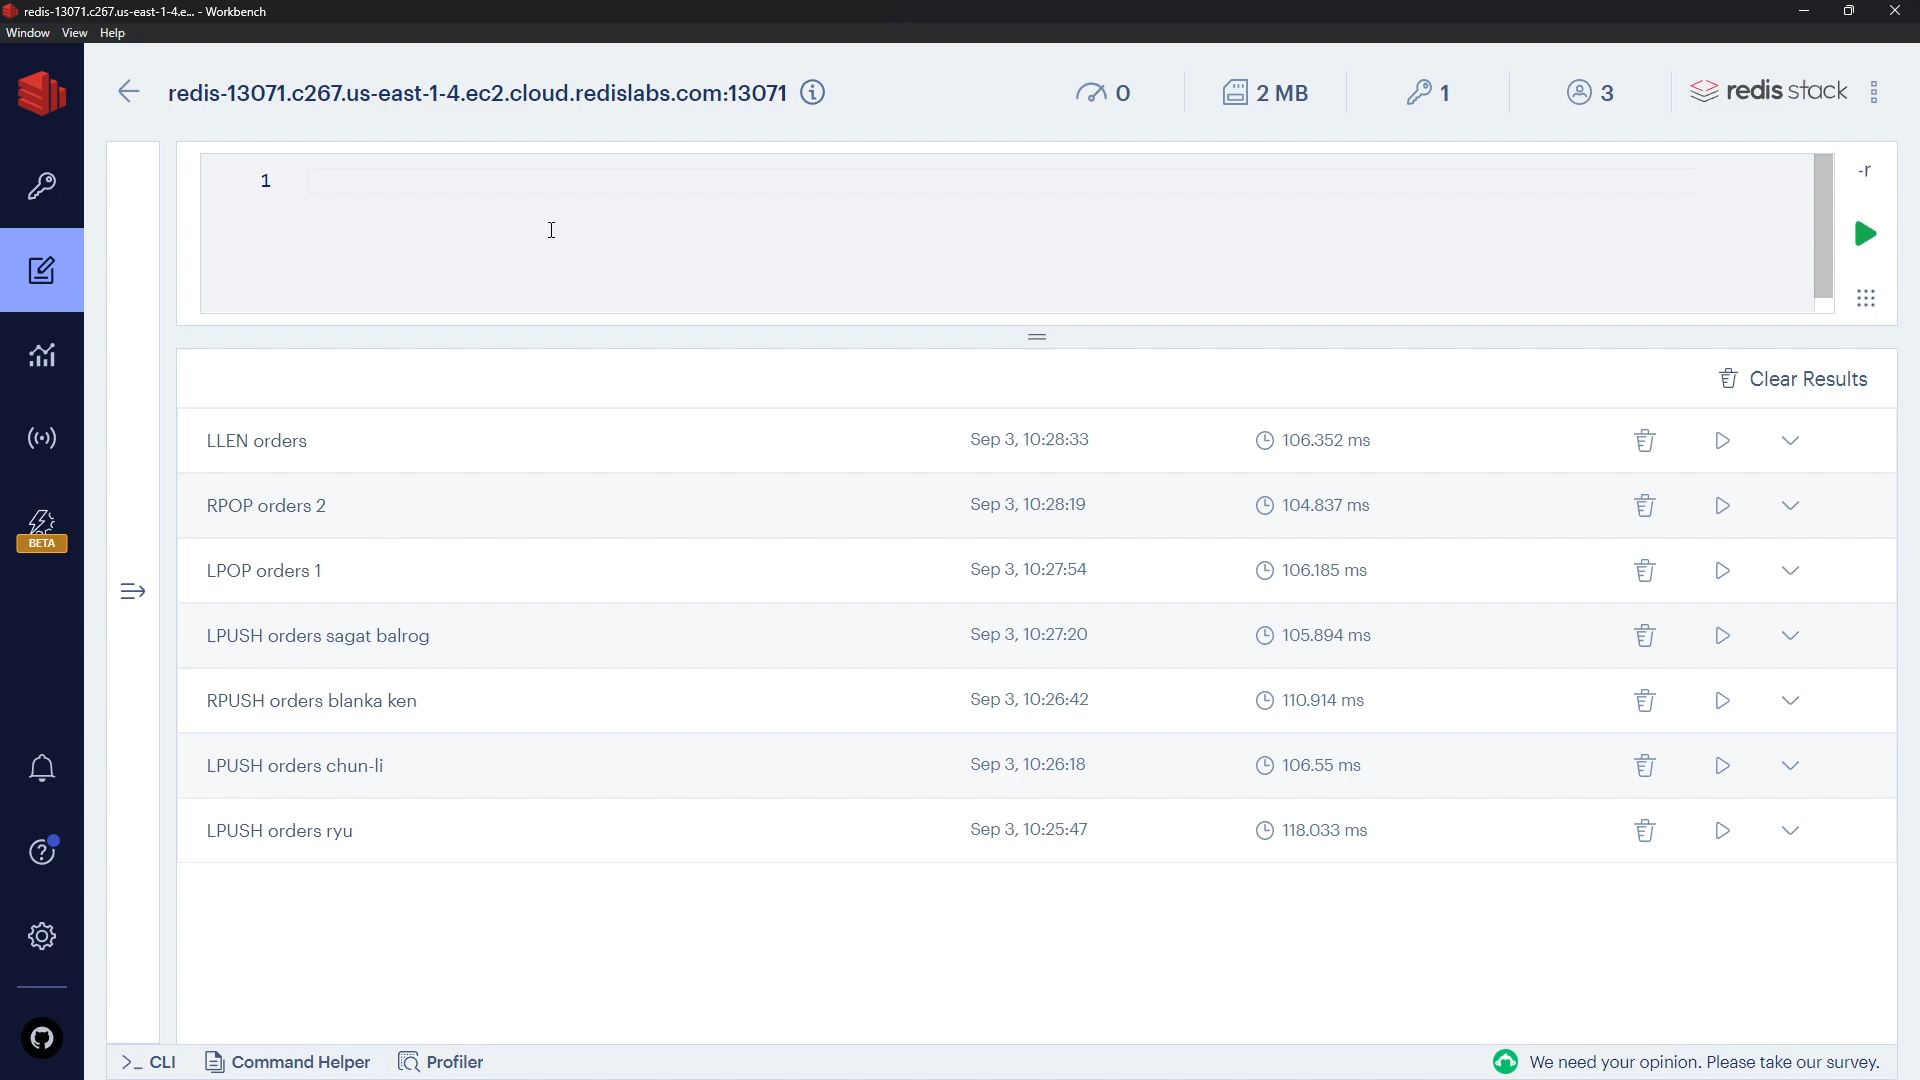 redis-13071.c267.us-east-1-4.e... - Workbench
Window View Help
redis-13071.c267.us-east-1-4.ec2.cloud.redislabs.com:13071
0
2 MB
1
3
redis stack
1
-r
Clear Results
LLEN orders Sep 3, 10:28:33 106.352 ms
RPOP orders 2 Sep 3, 10:28:19 104.837 ms
LPOP orders 1 Sep 3, 10:27:54 106.185 ms
LPUSH orders sagat balrog Sep 3, 10:27:20 105.894 ms
RPUSH orders blanka ken Sep 3, 10:26:42 110.914 ms
LPUSH orders chun-li Sep 3, 10:26:18 106.55 ms
LPUSH orders ryu Sep 3, 10:25:47 118.033 ms
BETA
>_ CLI Command Helper Profiler
We need your opinion. Please take our survey.